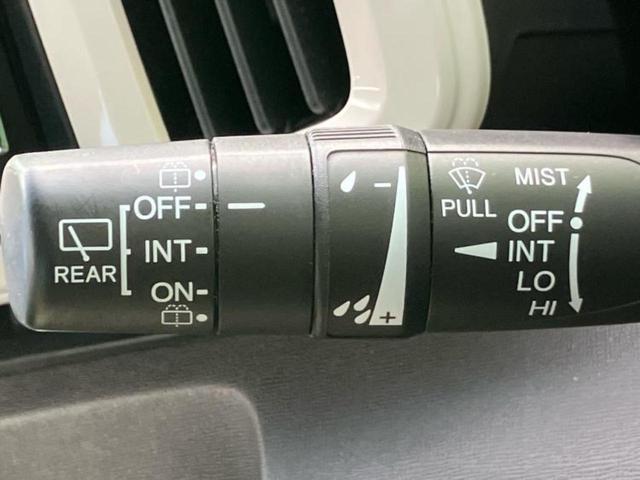 REAR
OFF
INT
ON
−
+
PULL
MIST
OFF
INT
LO
HI